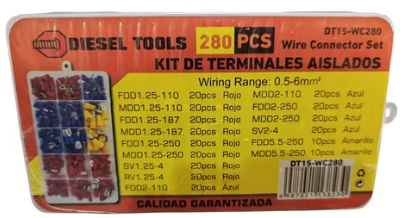 DIESEL TOOLS
280 PCS
DT15-WC280
Wire Connector Set
KIT DE TERMINALES AISLADOS
Wiring Range: 0.5-6mm²
FDD1.25-110 20pcs Rojo MDD2-110 20pcs Azul
MDD1.25-110 20pcs Rojo FDD2-250 20pcs Azul
FDD1.25-187 20pcs Rojo MDD2-250 20pcs Azul
MDD1.25-187 20pcs Rojo SV2-4 20pcs Azul
FDD1.25-250 20pcs Rojo FDD5.5-250 10pcs Amarillo
MDD1.25-250 20pcs Rojo MDD5.5-250 10pcs Amarillo
SV1.25-4 20pcs Rojo
RV1.25-4 20pcs Rojo
FDD2-110 20pcs Azul
DT15-WC280
CALIDAD GARANTIZADA